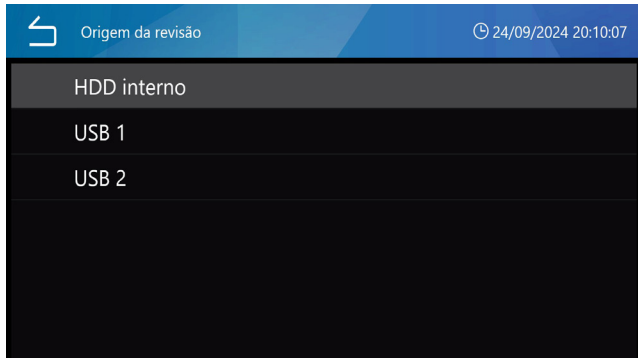 Origem da revisão
24/09/2024 20:10:07
HDD interno
USB 1
USB 2